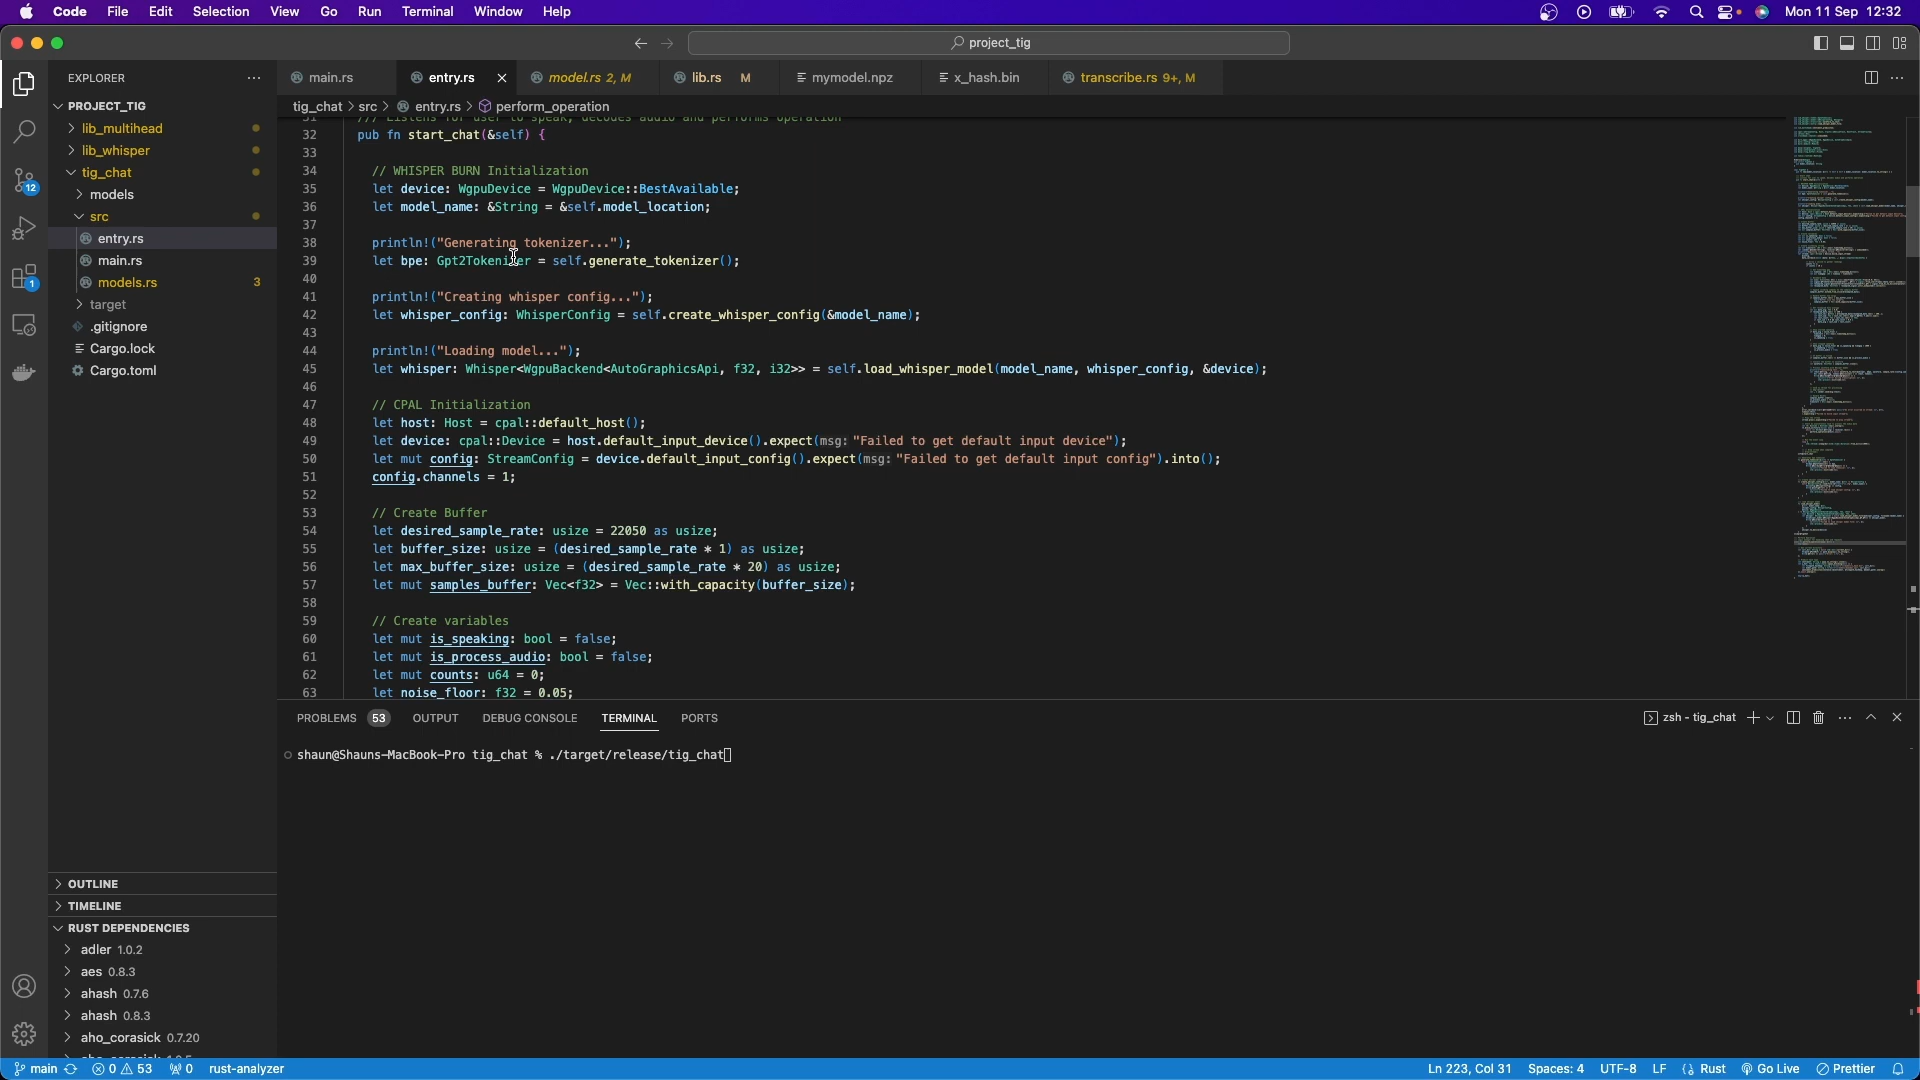 Code File Edit Selection View Go Run Terminal Window Help Mon 11 Sep 12:32
project_tig
EXPLORER
main.rs entry.rs model.rs 2, M lib.rs M mymodel.npz x_hash.bin transcribe.rs 9+, M
tig_chat > src > entry.rs > perform_operation
PROJECT_TIG
lib_multihead
lib_whisper
tig_chat
models
src
entry.rs
main.rs
models.rs 3
target
.gitignore
Cargo.lock
Cargo.toml
OUTLINE
TIMELINE
RUST DEPENDENCIES
adler 1.0.2
aes 0.8.3
ahash 0.7.6
ahash 0.8.3
aho_corasick 0.7.20
12
1
31 /// Listens for user to speak, decodes audio and performs operation
32 pub fn start_chat(&self) {
33
34 // WHISPER BURN Initialization
35 let device: WgpuDevice = WgpuDevice::BestAvailable;
36 let model_name: &String = &self.model_location;
37
38 println!("Generating tokenizer...");
39 let bpe: Gpt2Tokenizer = self.generate_tokenizer();
40
41 println!("Creating whisper config...");
42 let whisper_config: WhisperConfig = self.create_whisper_config(&model_name);
43
44 println!("Loading model...");
45 let whisper: Whisper<WgpuBackend<AutoGraphicsApi, f32, i32>> = self.load_whisper_model(model_name, whisper_config, &device);
46
47 // CPAL Initialization
48 let host: Host = cpal::default_host();
49 let device: cpal::Device = host.default_input_device().expect(msg: "Failed to get default input device");
50 let mut config: StreamConfig = device.default_input_config().expect(msg: "Failed to get default input config").into();
51 config.channels = 1;
52
53 // Create Buffer
54 let desired_sample_rate: usize = 22050 as usize;
55 let buffer_size: usize = (desired_sample_rate * 1) as usize;
56 let max_buffer_size: usize = (desired_sample_rate * 20) as usize;
57 let mut samples_buffer: Vec<f32> = Vec::with_capacity(buffer_size);
58
59 // Create variables
60 let mut is_speaking: bool = false;
61 let mut is_process_audio: bool = false;
62 let mut counts: u64 = 0;
63 let noise_floor: f32 = 0.05;
PROBLEMS 53 OUTPUT DEBUG CONSOLE TERMINAL PORTS zsh - tig_chat
shaun@Shauns-MacBook-Pro tig_chat % ./target/release/tig_chat
main 0 53 0 rust-analyzer Ln 223, Col 31 Spaces: 4 UTF-8 LF Rust Go Live Prettier